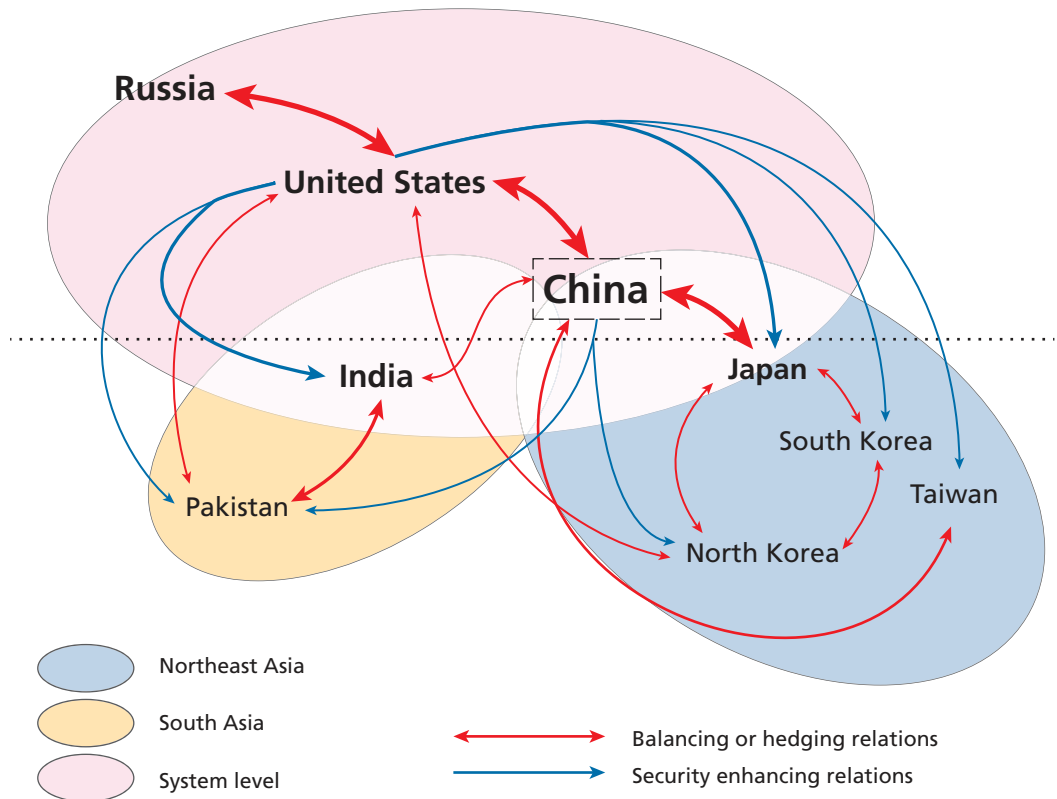 Russia
United States
China
Japan
India
South Korea
Taiwan
Pakistan
North Korea
Northeast Asia
South Asia
System level
Balancing or hedging relations
Security enhancing relations